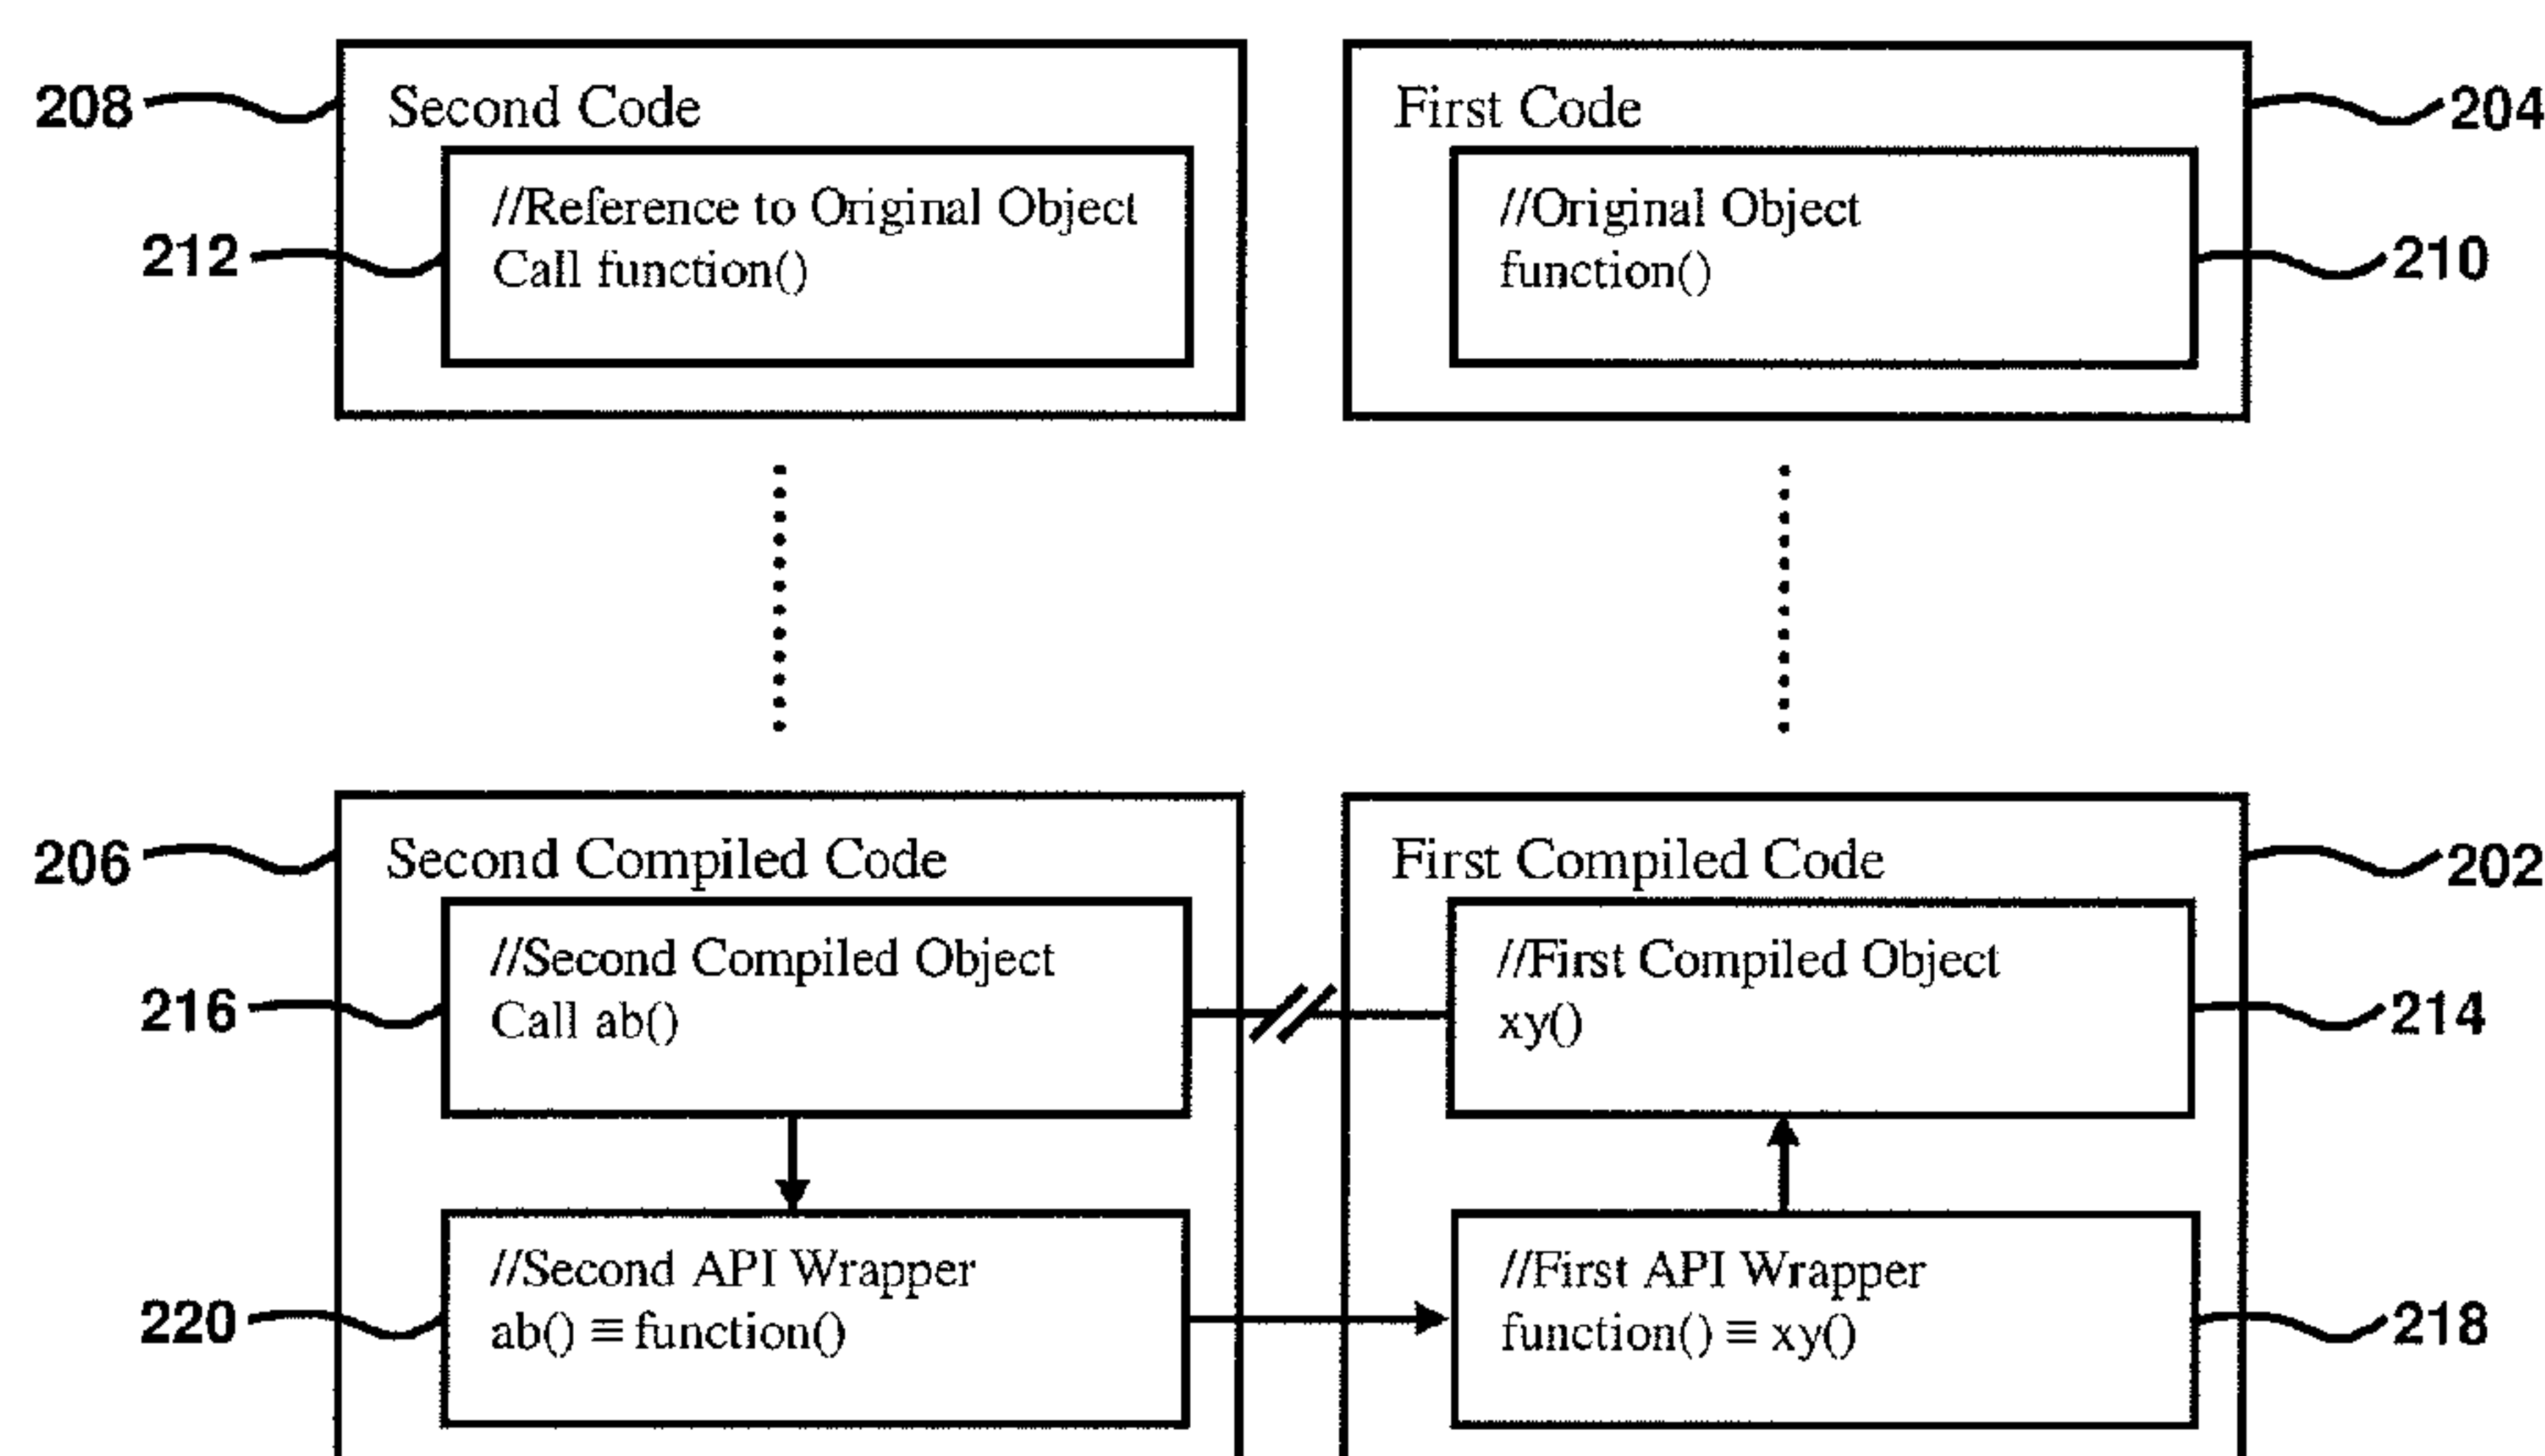 208
Second Code
//Reference to Original Object
Call function()
212
First Code
204
//Original Object
function()
210
206
Second Compiled Code
//Second Compiled Object
Call ab()
216
//Second API Wrapper
ab() ≡ function()
220
First Compiled Code
202
//First Compiled Object
xy()
214
//First API Wrapper
function() ≡ xy()
218